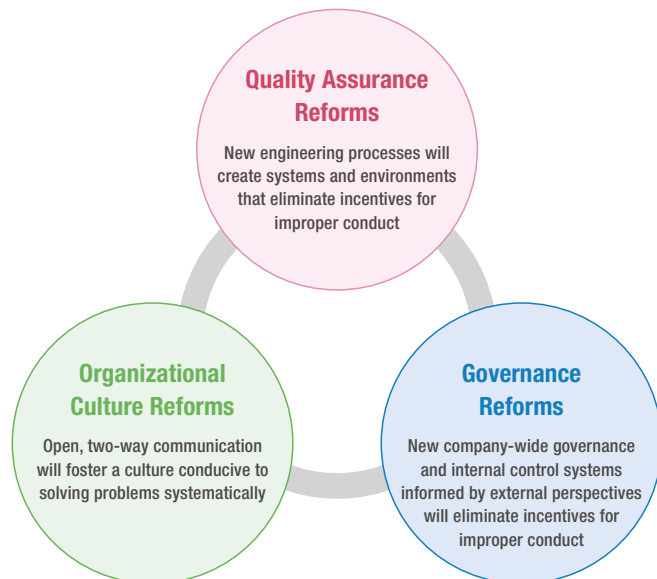 Quality Assurance
Reforms
New engineering processes will
create systems and environments
that eliminate incentives for
improper conduct
Organizational
Culture Reforms
Open, two-way communication
will foster a culture conducive to
solving problems systematically
Governance
Reforms
New company-wide governance
and internal control systems
informed by external perspectives
will eliminate incentives for
improper conduct